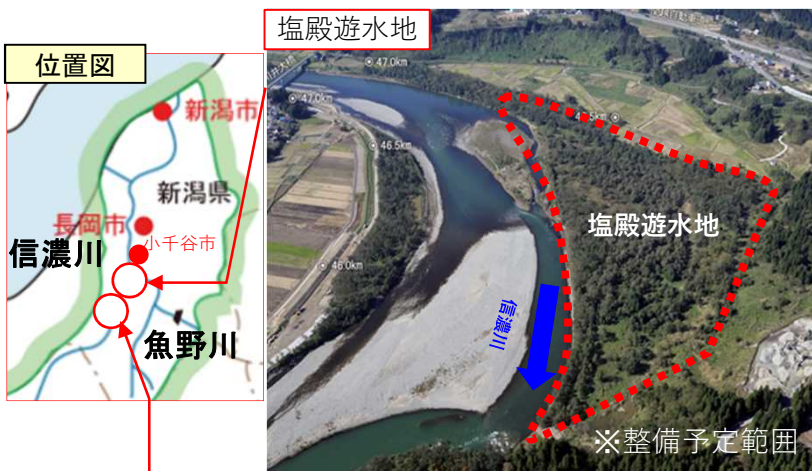 塩殿遊水地
位置図
新潟市
新潟県
長岡市
小千谷市
信濃川
魚野川
47.0km
47.0km
46.5km
46.0km
塩殿遊水地
信濃川
※整備予定範囲